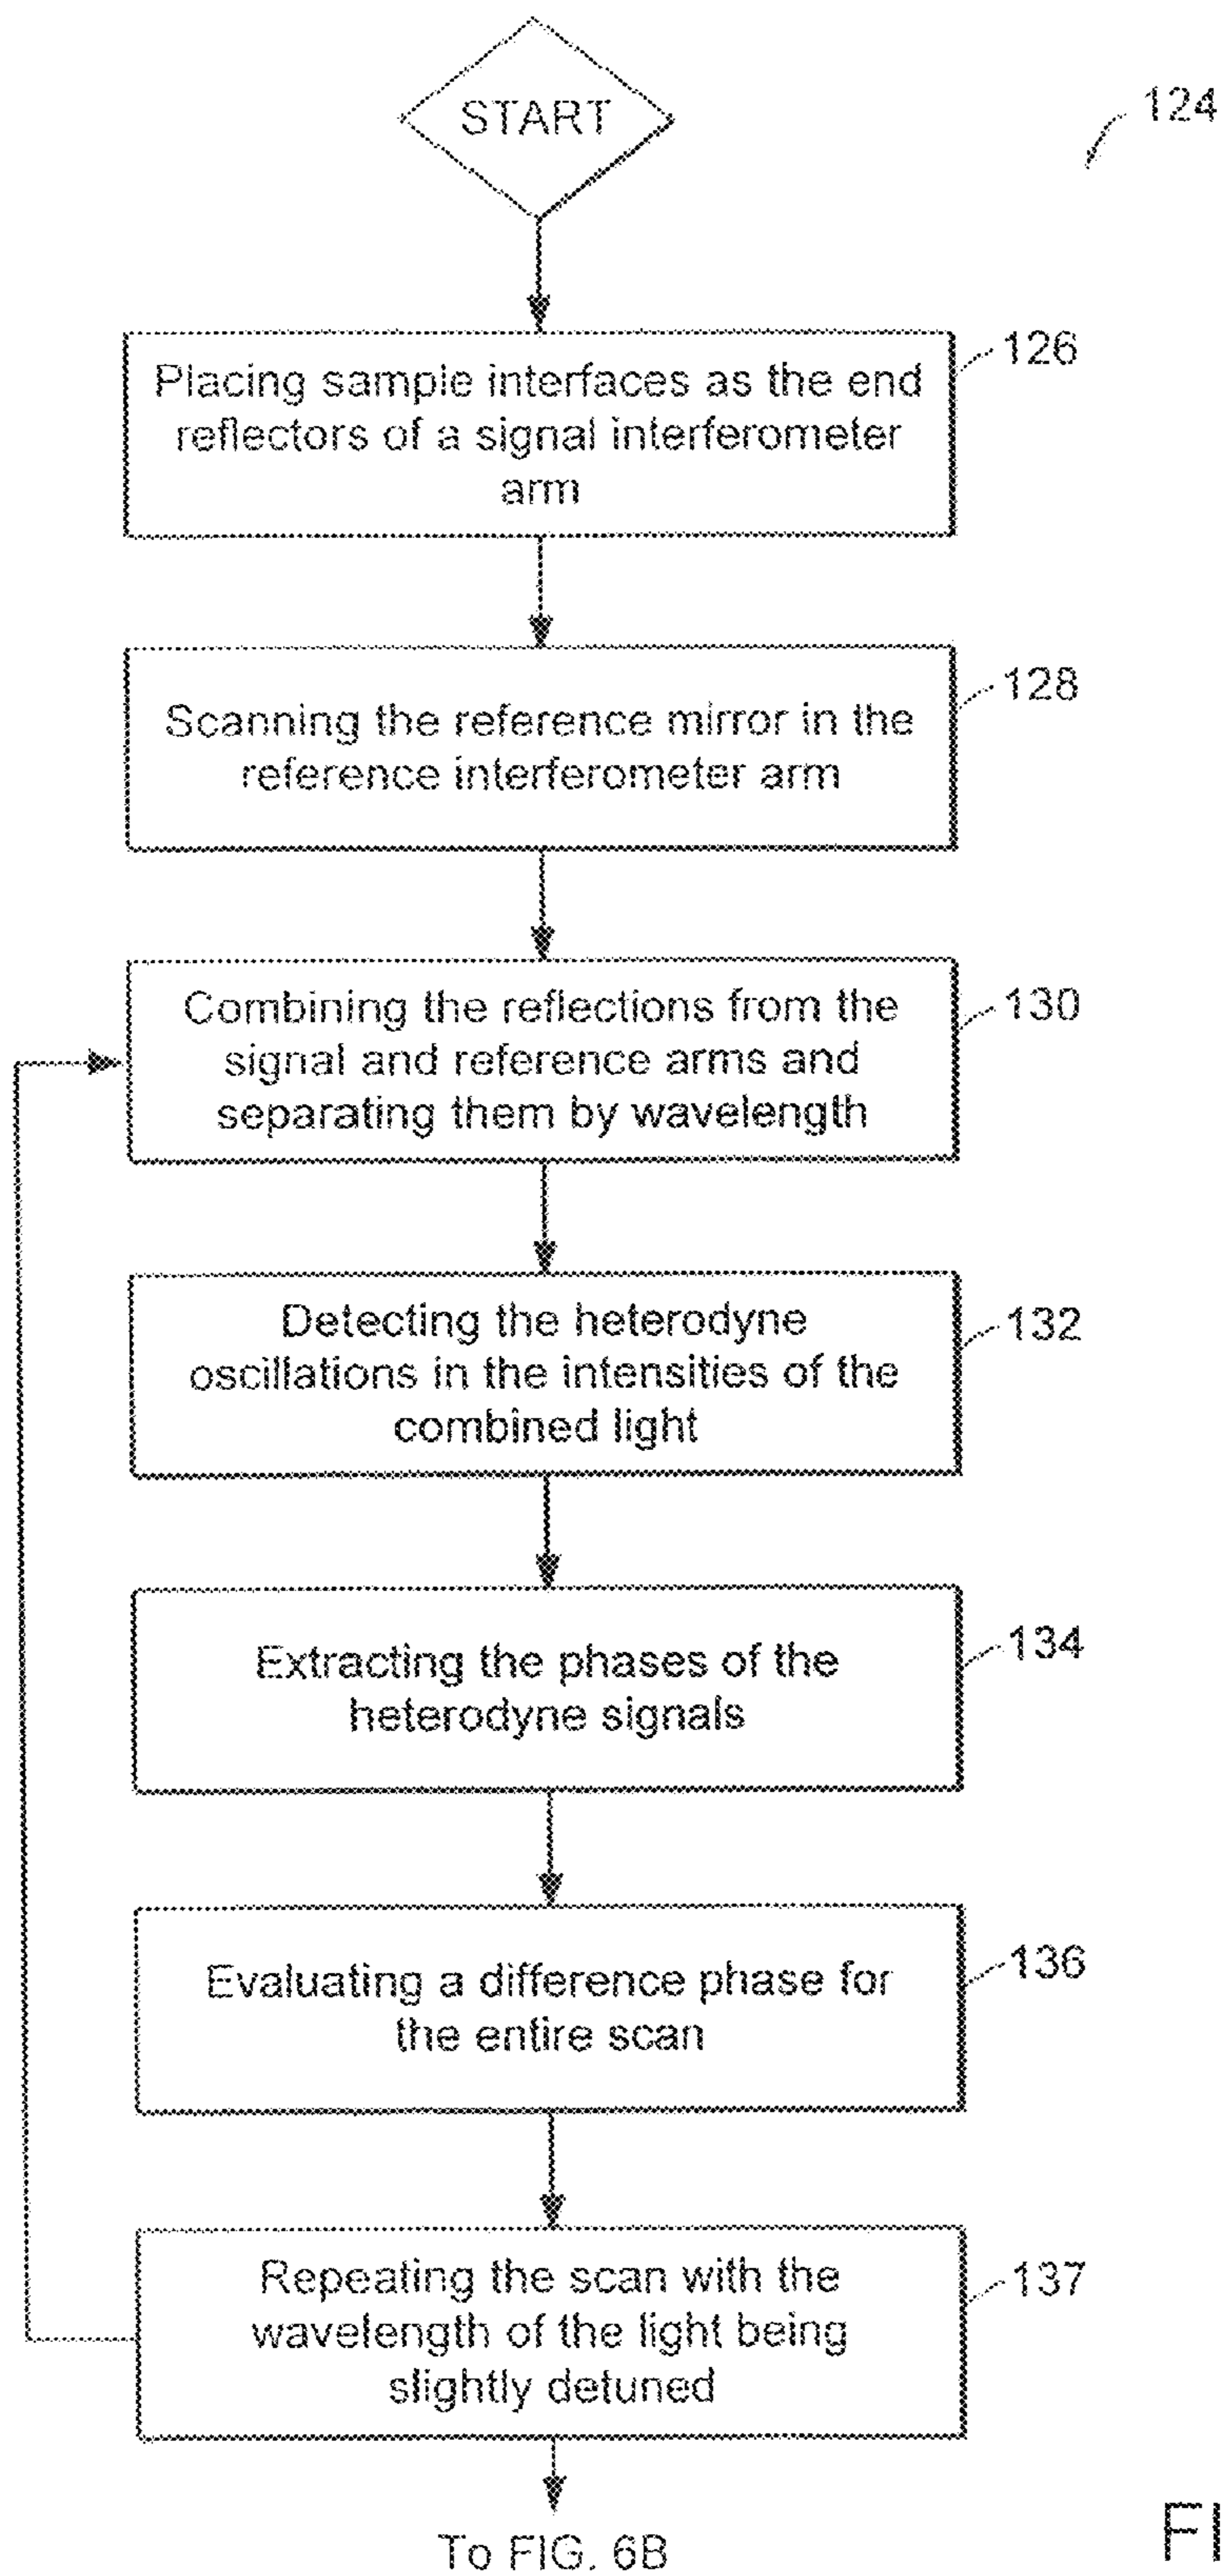 START
124
Placing sample interfaces as the end
reflectors of a signal interferometer
arm
126
Scanning the reference mirror in the
reference interferometer arm
128
Combining the reflections from the
signal and reference arms and
separating them by wavelength
130
Detecting the heterodyne
oscillations in the intensities of the
combined light
132
Extracting the phases of the
heterodyne signals
134
Evaluating a difference phase for
the entire scan
136
Repeating the scan with the
wavelength of the light being
slightly detuned
137
To FIG. 6B
FI